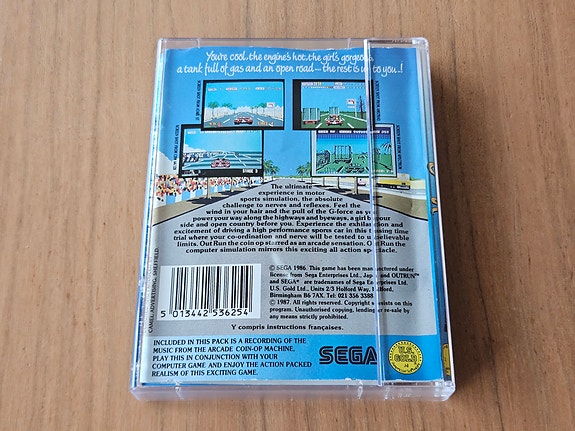 You're cool, the engine's hot, the girl's gorgeous,
a tank full of gas and an open road — the rest is up to you..!
STAGE 3
The ultimate
experience in motor
sports simulation, the absolute
challenge to nerves and reflexes. Feel the
wind in your hair and the pull of the G-force as you
power your way along the highways and byeways, a girl by your
side and open country before you. Experience the exhilaration and
excitement of driving a high performance sports car in this thrilling time
trial where your co-ordination and nerve will be tested to unbelievable
limits. Out Run the coin op started as an arcade sensation. Out Run the
computer simulation mirrors this exciting all action spectacle.
CAMEL ADVERTISING, SHEFFIELD
5 013442 536254
© SEGA 1986. This game has been manufactured under
license from Sega Enterprises Ltd., Japan and OUTRUN™
and SEGA® are trademarks of Sega Enterprises Ltd.
U.S. Gold Ltd., Units 2/3 Holford Way, Holford,
Birmingham B6 7AX. Tel: 021 356 3388
© 1987. All rights reserved. Copyright subsists on this
program. Unauthorised copying, lending or re-sale by
any means strictly prohibited.
Y compris instructions françaises.
INCLUDED IN THIS PACK IS A RECORDING OF THE
MUSIC FROM THE ARCADE COIN-OP MACHINE.
PLAY THIS IN CONJUNCTION WITH YOUR
COMPUTER GAME AND ENJOY THE ACTION PACKED
REALISM OF THIS EXCITING GAME.
SEGA
U.S.
GOLD